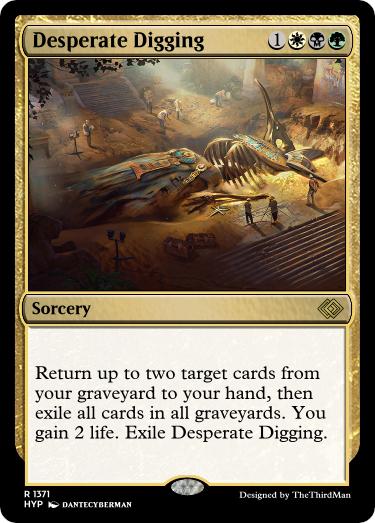 Desperate Digging 1
Sorcery
Return up to two target cards from
your graveyard to your hand, then
exile all cards in all graveyards. You
gain 2 life. Exile Desperate Digging.
R 1371
HYP DANTECYBERMAN
Designed by TheThirdMan